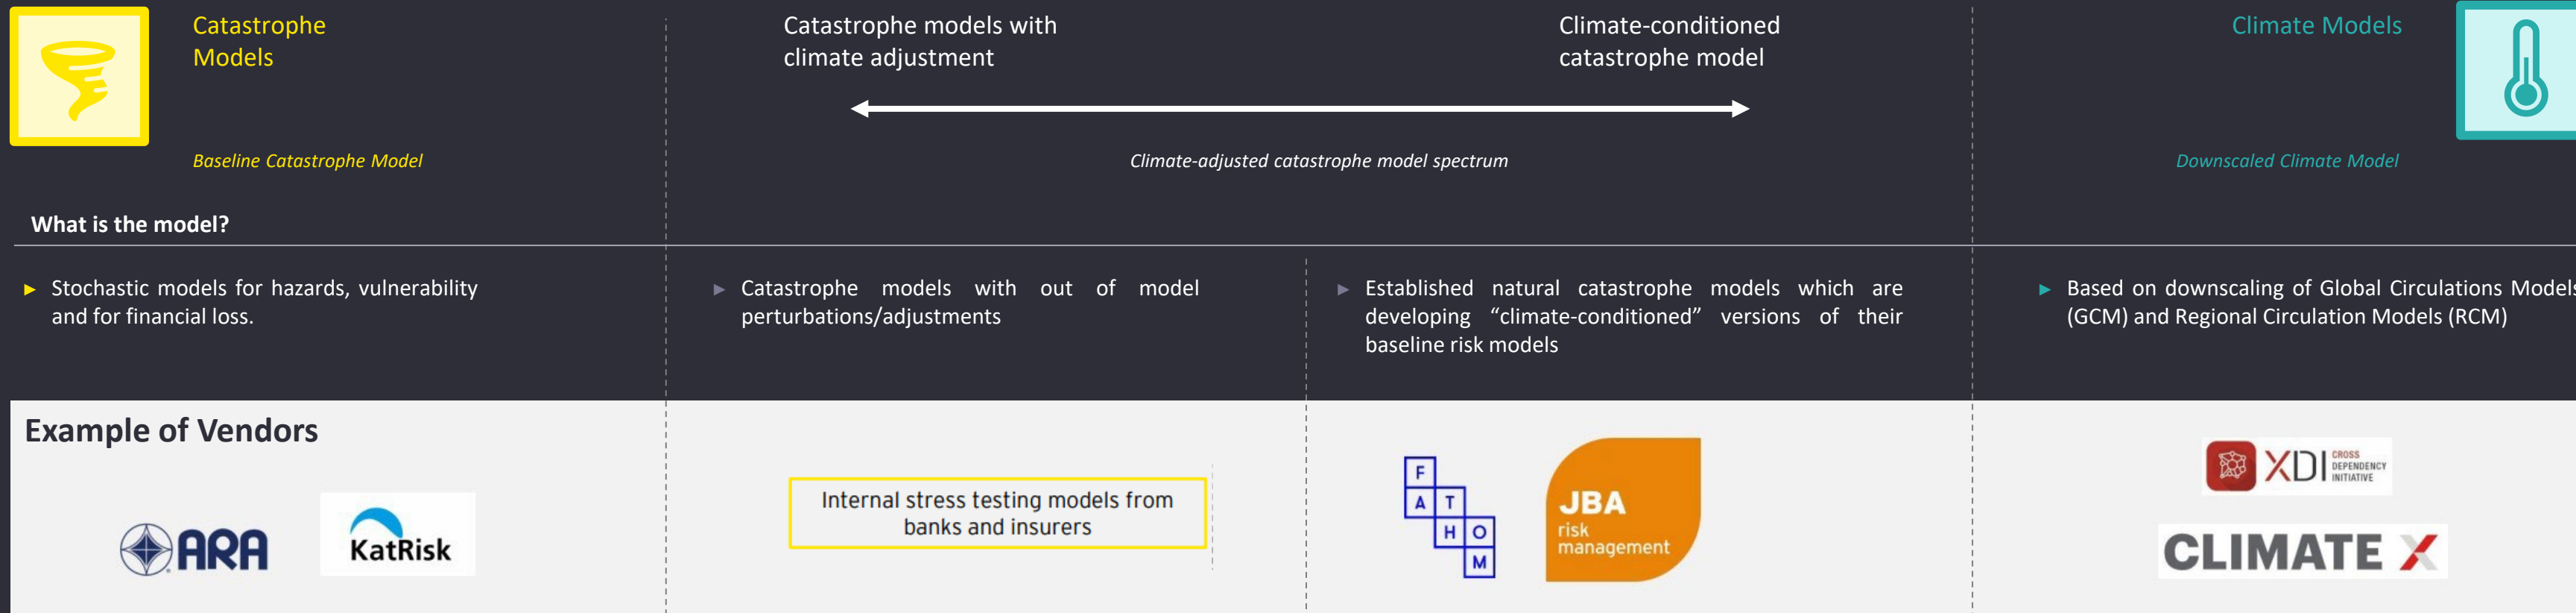 Catastrophe
Models
Catastrophe models with
climate adjustment
Climate-conditioned
catastrophe model
Climate Models
Baseline Catastrophe Model
Climate-adjusted catastrophe model spectrum
Downscaled Climate Model
What is the model?
► Stochastic models for hazards, vulnerability
and for financial loss.
► Catastrophe models with out of model
perturbations/adjustments
► Established natural catastrophe models which are
developing “climate-conditioned” versions of their
baseline risk models
► Based on downscaling of Global Circulations Models
(GCM) and Regional Circulation Models (RCM)
Example of Vendors
ARA
KatRisk
Internal stress testing models from
banks and insurers
F
A T
H O
M
JBA
risk
management
XDI CROSS
DEPENDENCY
INITIATIVE
CLIMATE X